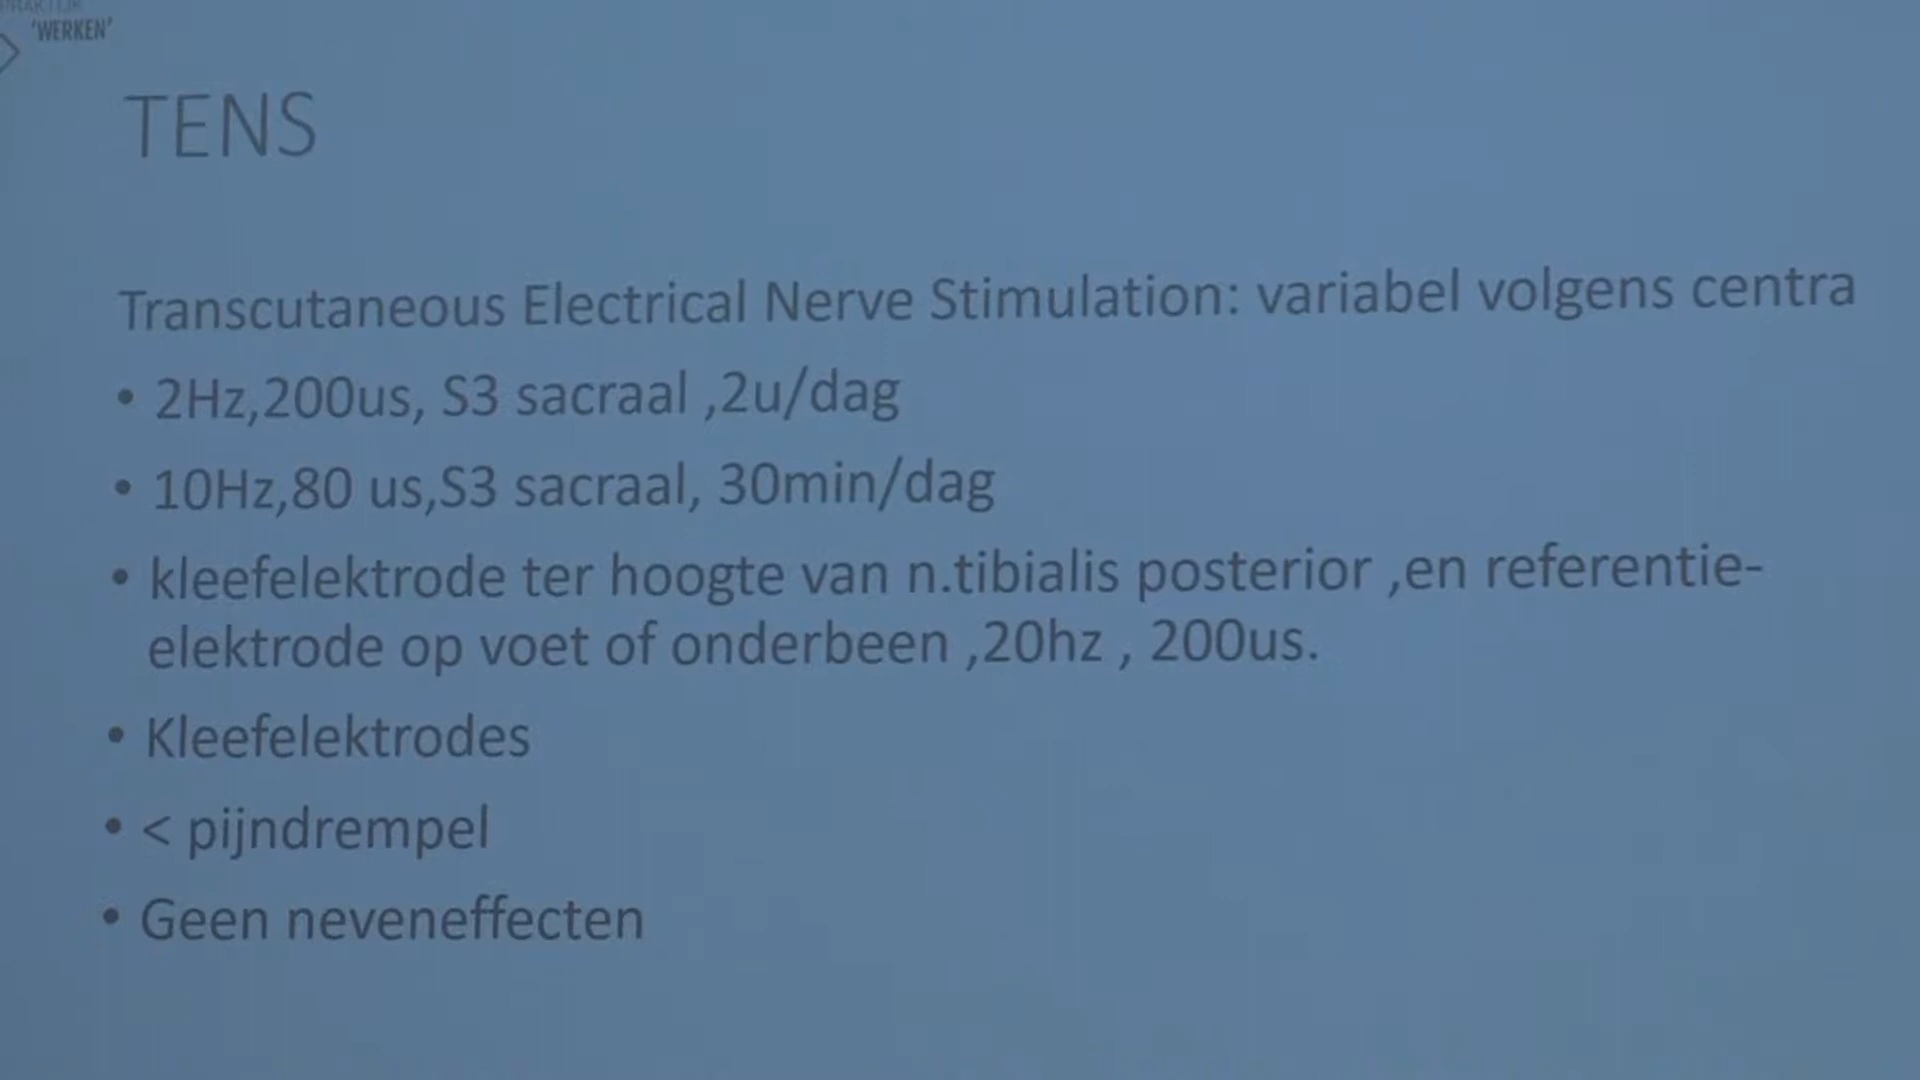 PRAKTIJK
'WERKEN'
TENS
Transcutaneous Electrical Nerve Stimulation: variabel volgens centra
• 2Hz,200us, S3 sacraal ,2u/dag
• 10Hz,80 us,S3 sacraal, 30min/dag
• kleefelektrode ter hoogte van n.tibialis posterior ,en referentie-
elektrode op voet of onderbeen ,20hz , 200us.
• Kleefelektrodes
• < pijndrempel
• Geen neveneffecten